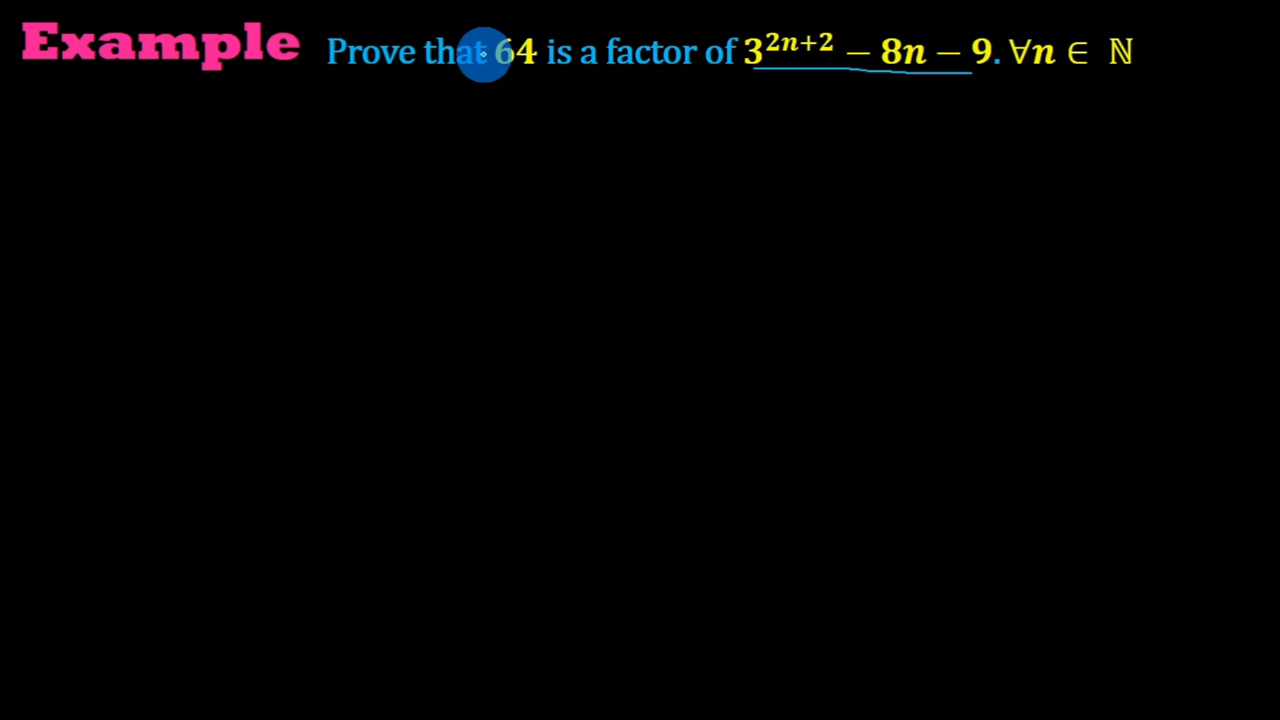 Example Prove that 64 is a factor of $3^{2n+2} - 8n - 9$. ∀n ∈ ℕ